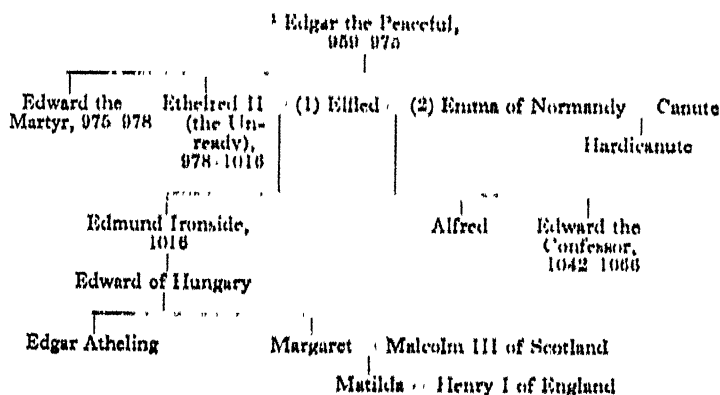 ¹ Edgar the Peaceful,
959–975
Edward the Martyr, 975–978
Ethelred II (the Un-
ready),
978–1016
(1) Elfled
(2) Emma of Normandy
Canute
Hardicanute
Edmund Ironside,
1016
Alfred
Edward the
Confessor,
1042–1066
Edward of Hungary
Edgar Atheling
Margaret
Malcolm III of Scotland
Matilda
Henry I of England